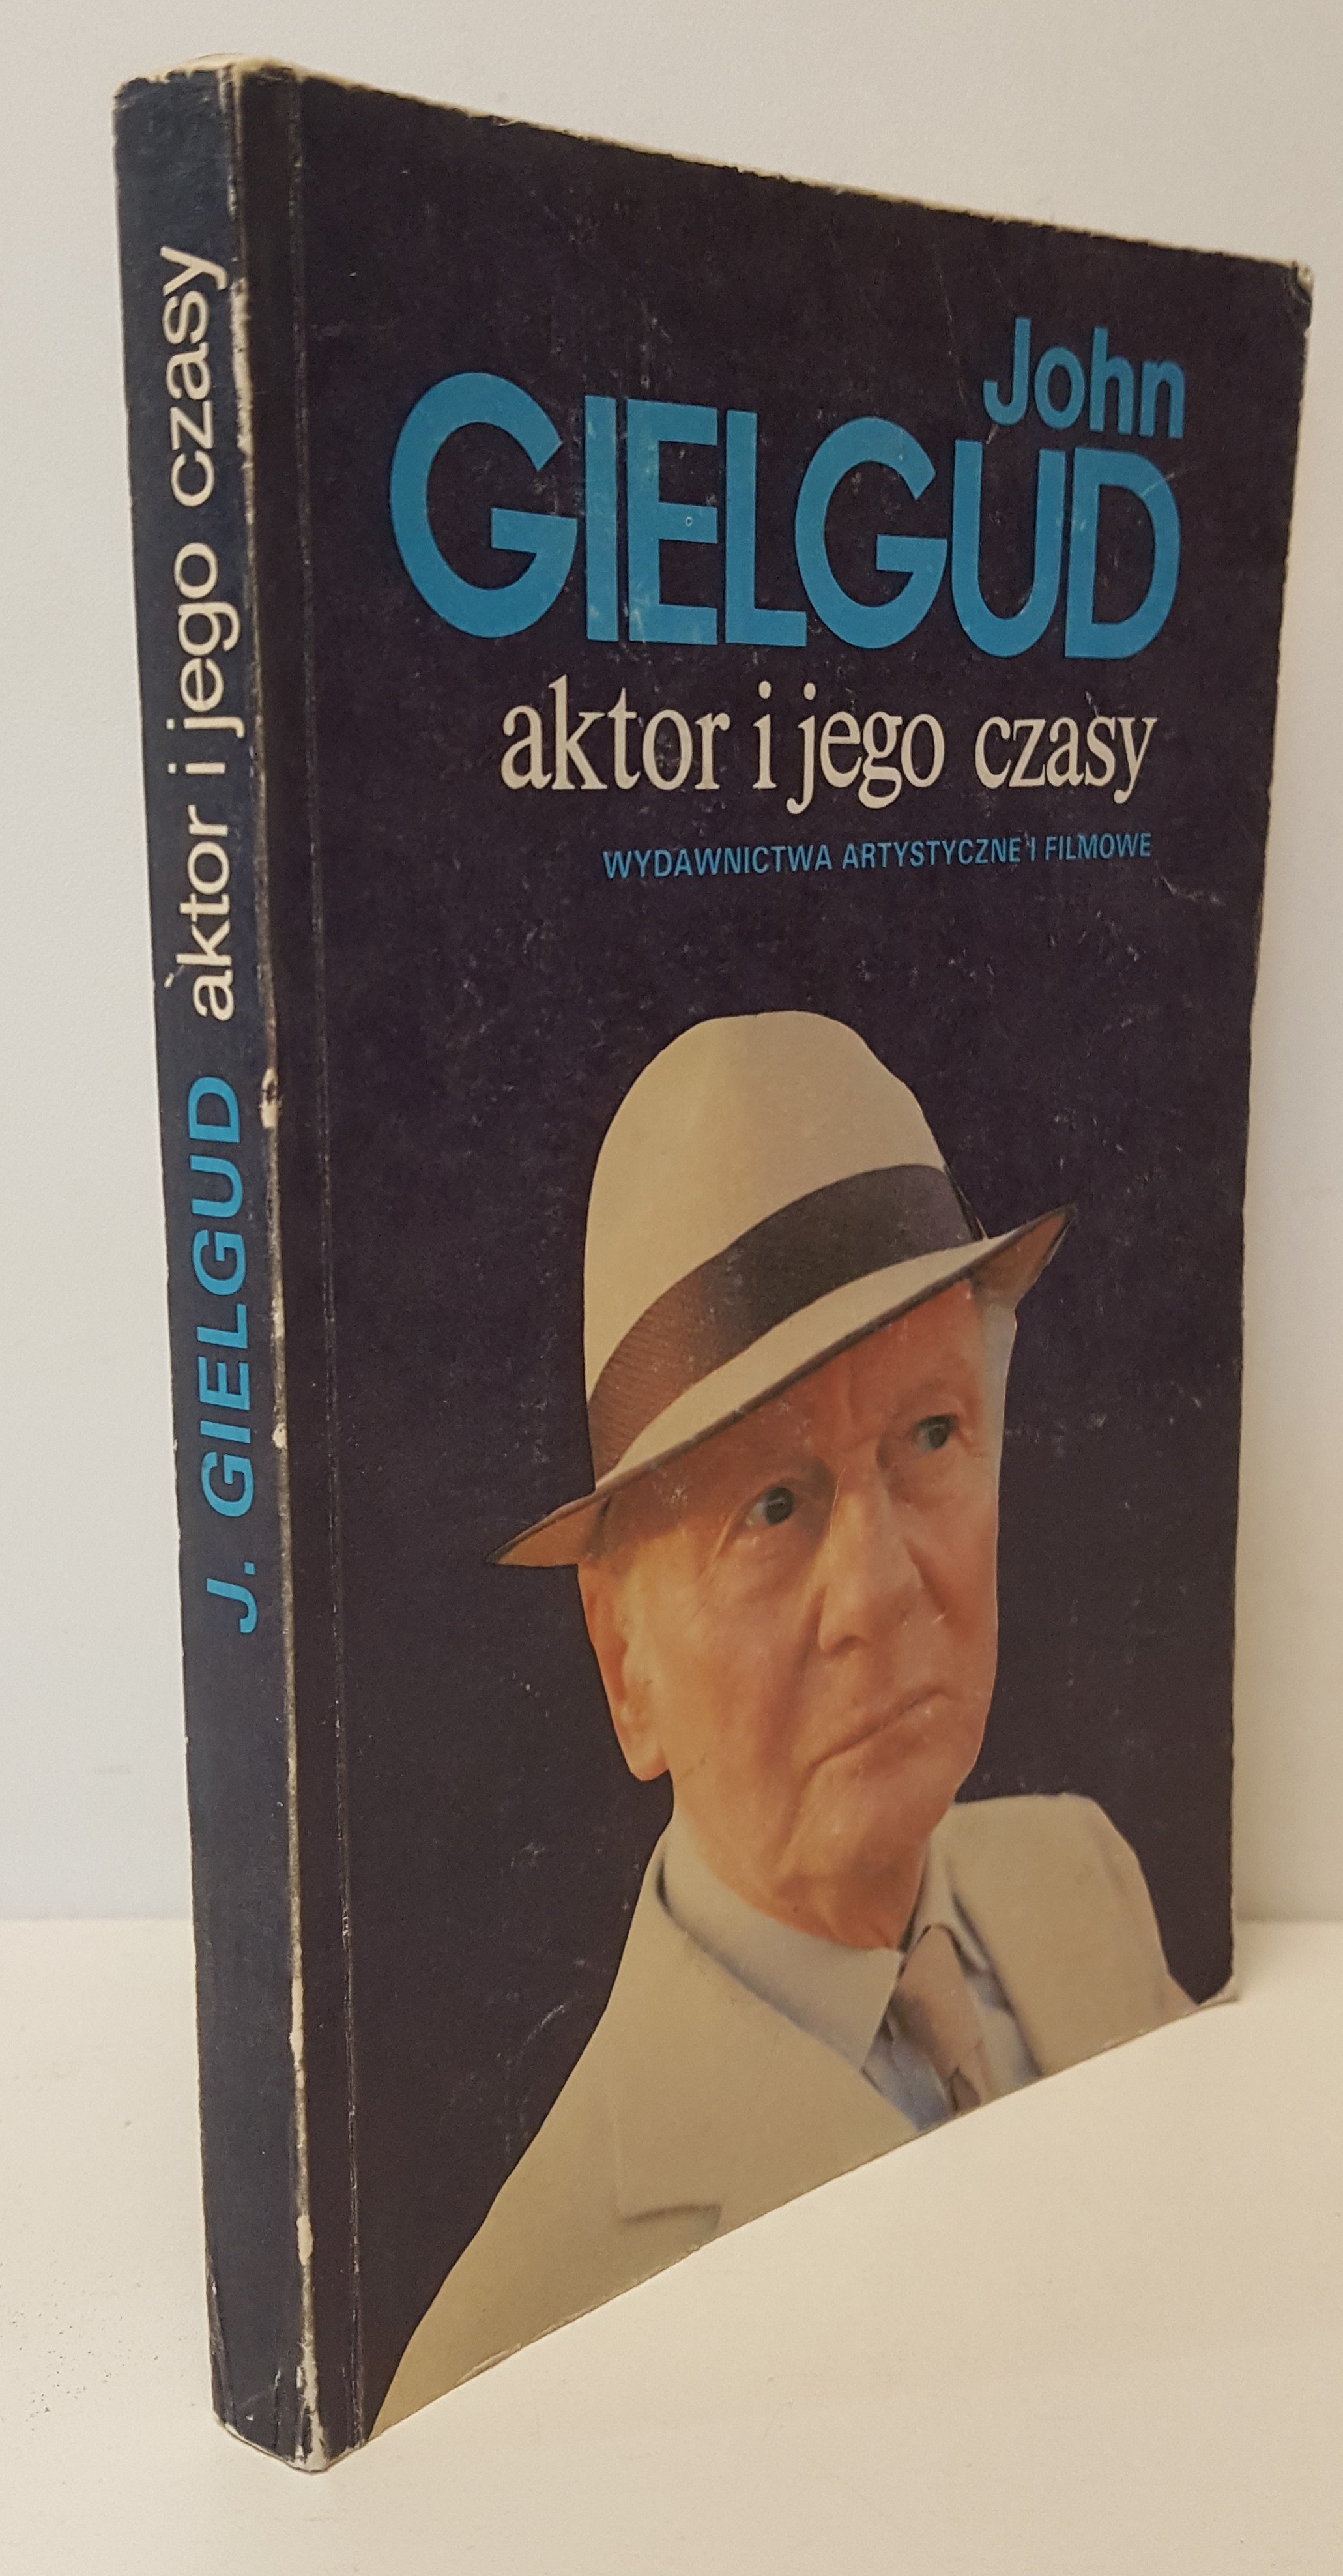 J. GIELGUD aktor i jego czasy
John
GIELGUD
aktor i jego czasy
WYDAWNICTWA ARTYSTYCZNE I FILMOWE